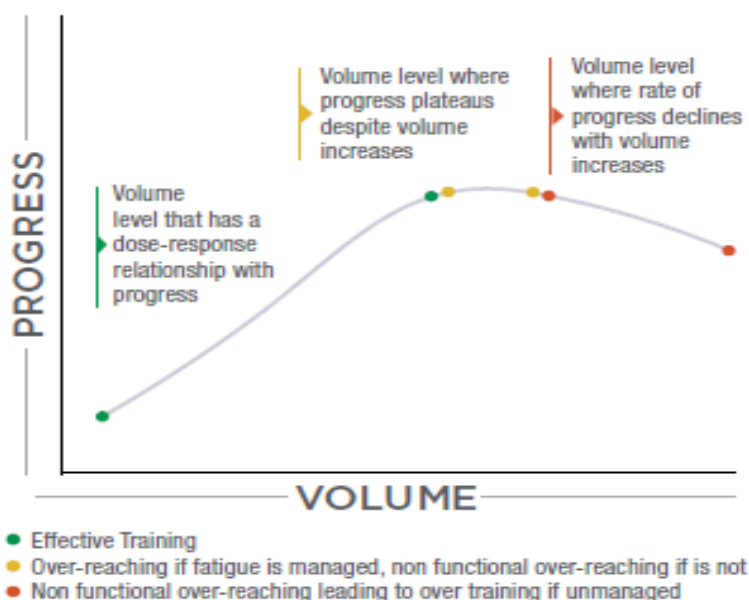 Volume level where
progress plateaus
despite volume
increases
Volume level
where rate of
progress declines
with volume
increases
Volume
level that has a
dose-response
relationship with
progress
PROGRESS
VOLUME
Effective Training
Over-reaching if fatigue is managed, non functional over-reaching if is not
Non functional over-reaching leading to over training if unmanaged